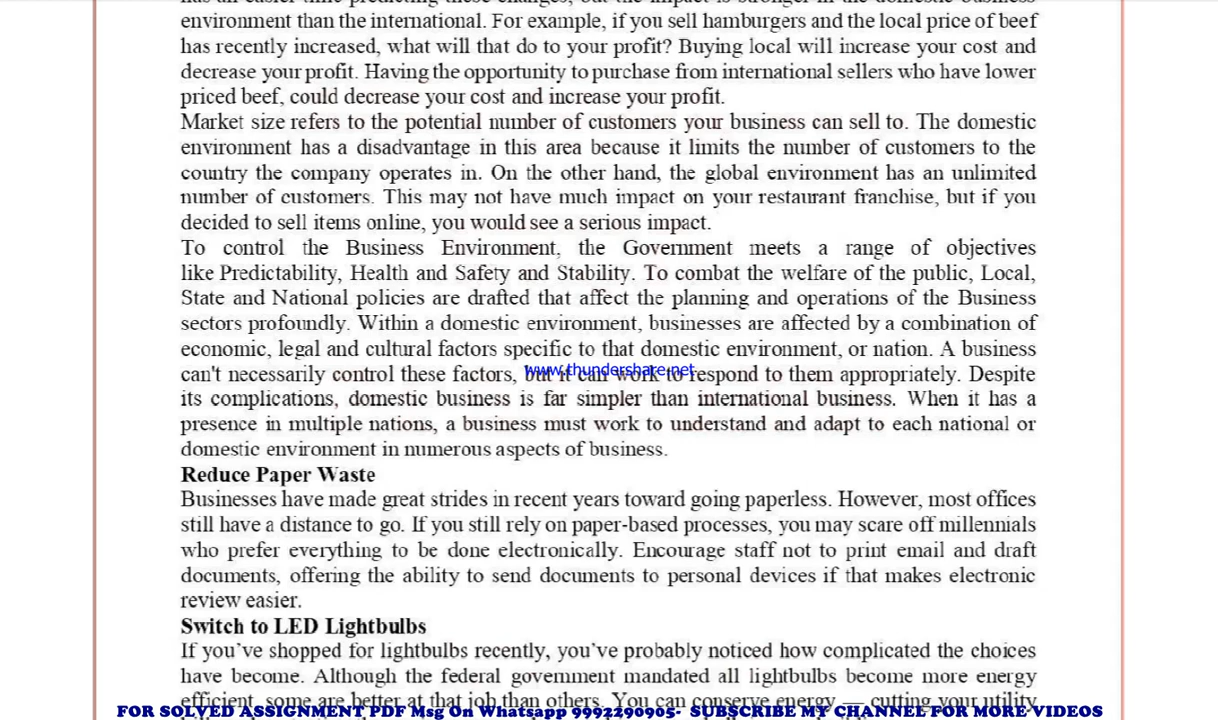 environment than the international. For example, if you sell hamburgers and the local price of beef
has recently increased, what will that do to your profit? Buying local will increase your cost and
decrease your profit. Having the opportunity to purchase from international sellers who have lower
priced beef, could decrease your cost and increase your profit.
Market size refers to the potential number of customers your business can sell to. The domestic
environment has a disadvantage in this area because it limits the number of customers to the
country the company operates in. On the other hand, the global environment has an unlimited
number of customers. This may not have much impact on your restaurant franchise, but if you
decided to sell items online, you would see a serious impact.
To control the Business Environment, the Government meets a range of objectives
like Predictability, Health and Safety and Stability. To combat the welfare of the public, Local,
State and National policies are drafted that affect the planning and operations of the Business
sectors profoundly. Within a domestic environment, businesses are affected by a combination of
economic, legal and cultural factors specific to that domestic environment, or nation. A business
can't necessarily control these factors, but it can work to respond to them appropriately. Despite
www.thundershare.net
its complications, domestic business is far simpler than international business. When it has a
presence in multiple nations, a business must work to understand and adapt to each national or
domestic environment in numerous aspects of business.
Reduce Paper Waste
Businesses have made great strides in recent years toward going paperless. However, most offices
still have a distance to go. If you still rely on paper-based processes, you may scare off millennials
who prefer everything to be done electronically. Encourage staff not to print email and draft
documents, offering the ability to send documents to personal devices if that makes electronic
review easier.
Switch to LED Lightbulbs
If you've shopped for lightbulbs recently, you've probably noticed how complicated the choices
have become. Although the federal government mandated all lightbulbs become more energy
efficient, some are better at that job than others. You can conserve energy — cutting your utility
FOR SOLVED ASSIGNMENT PDF Msg On Whatsapp 9992290905- SUBSCRIBE MY CHANNEL FOR MORE VIDEOS